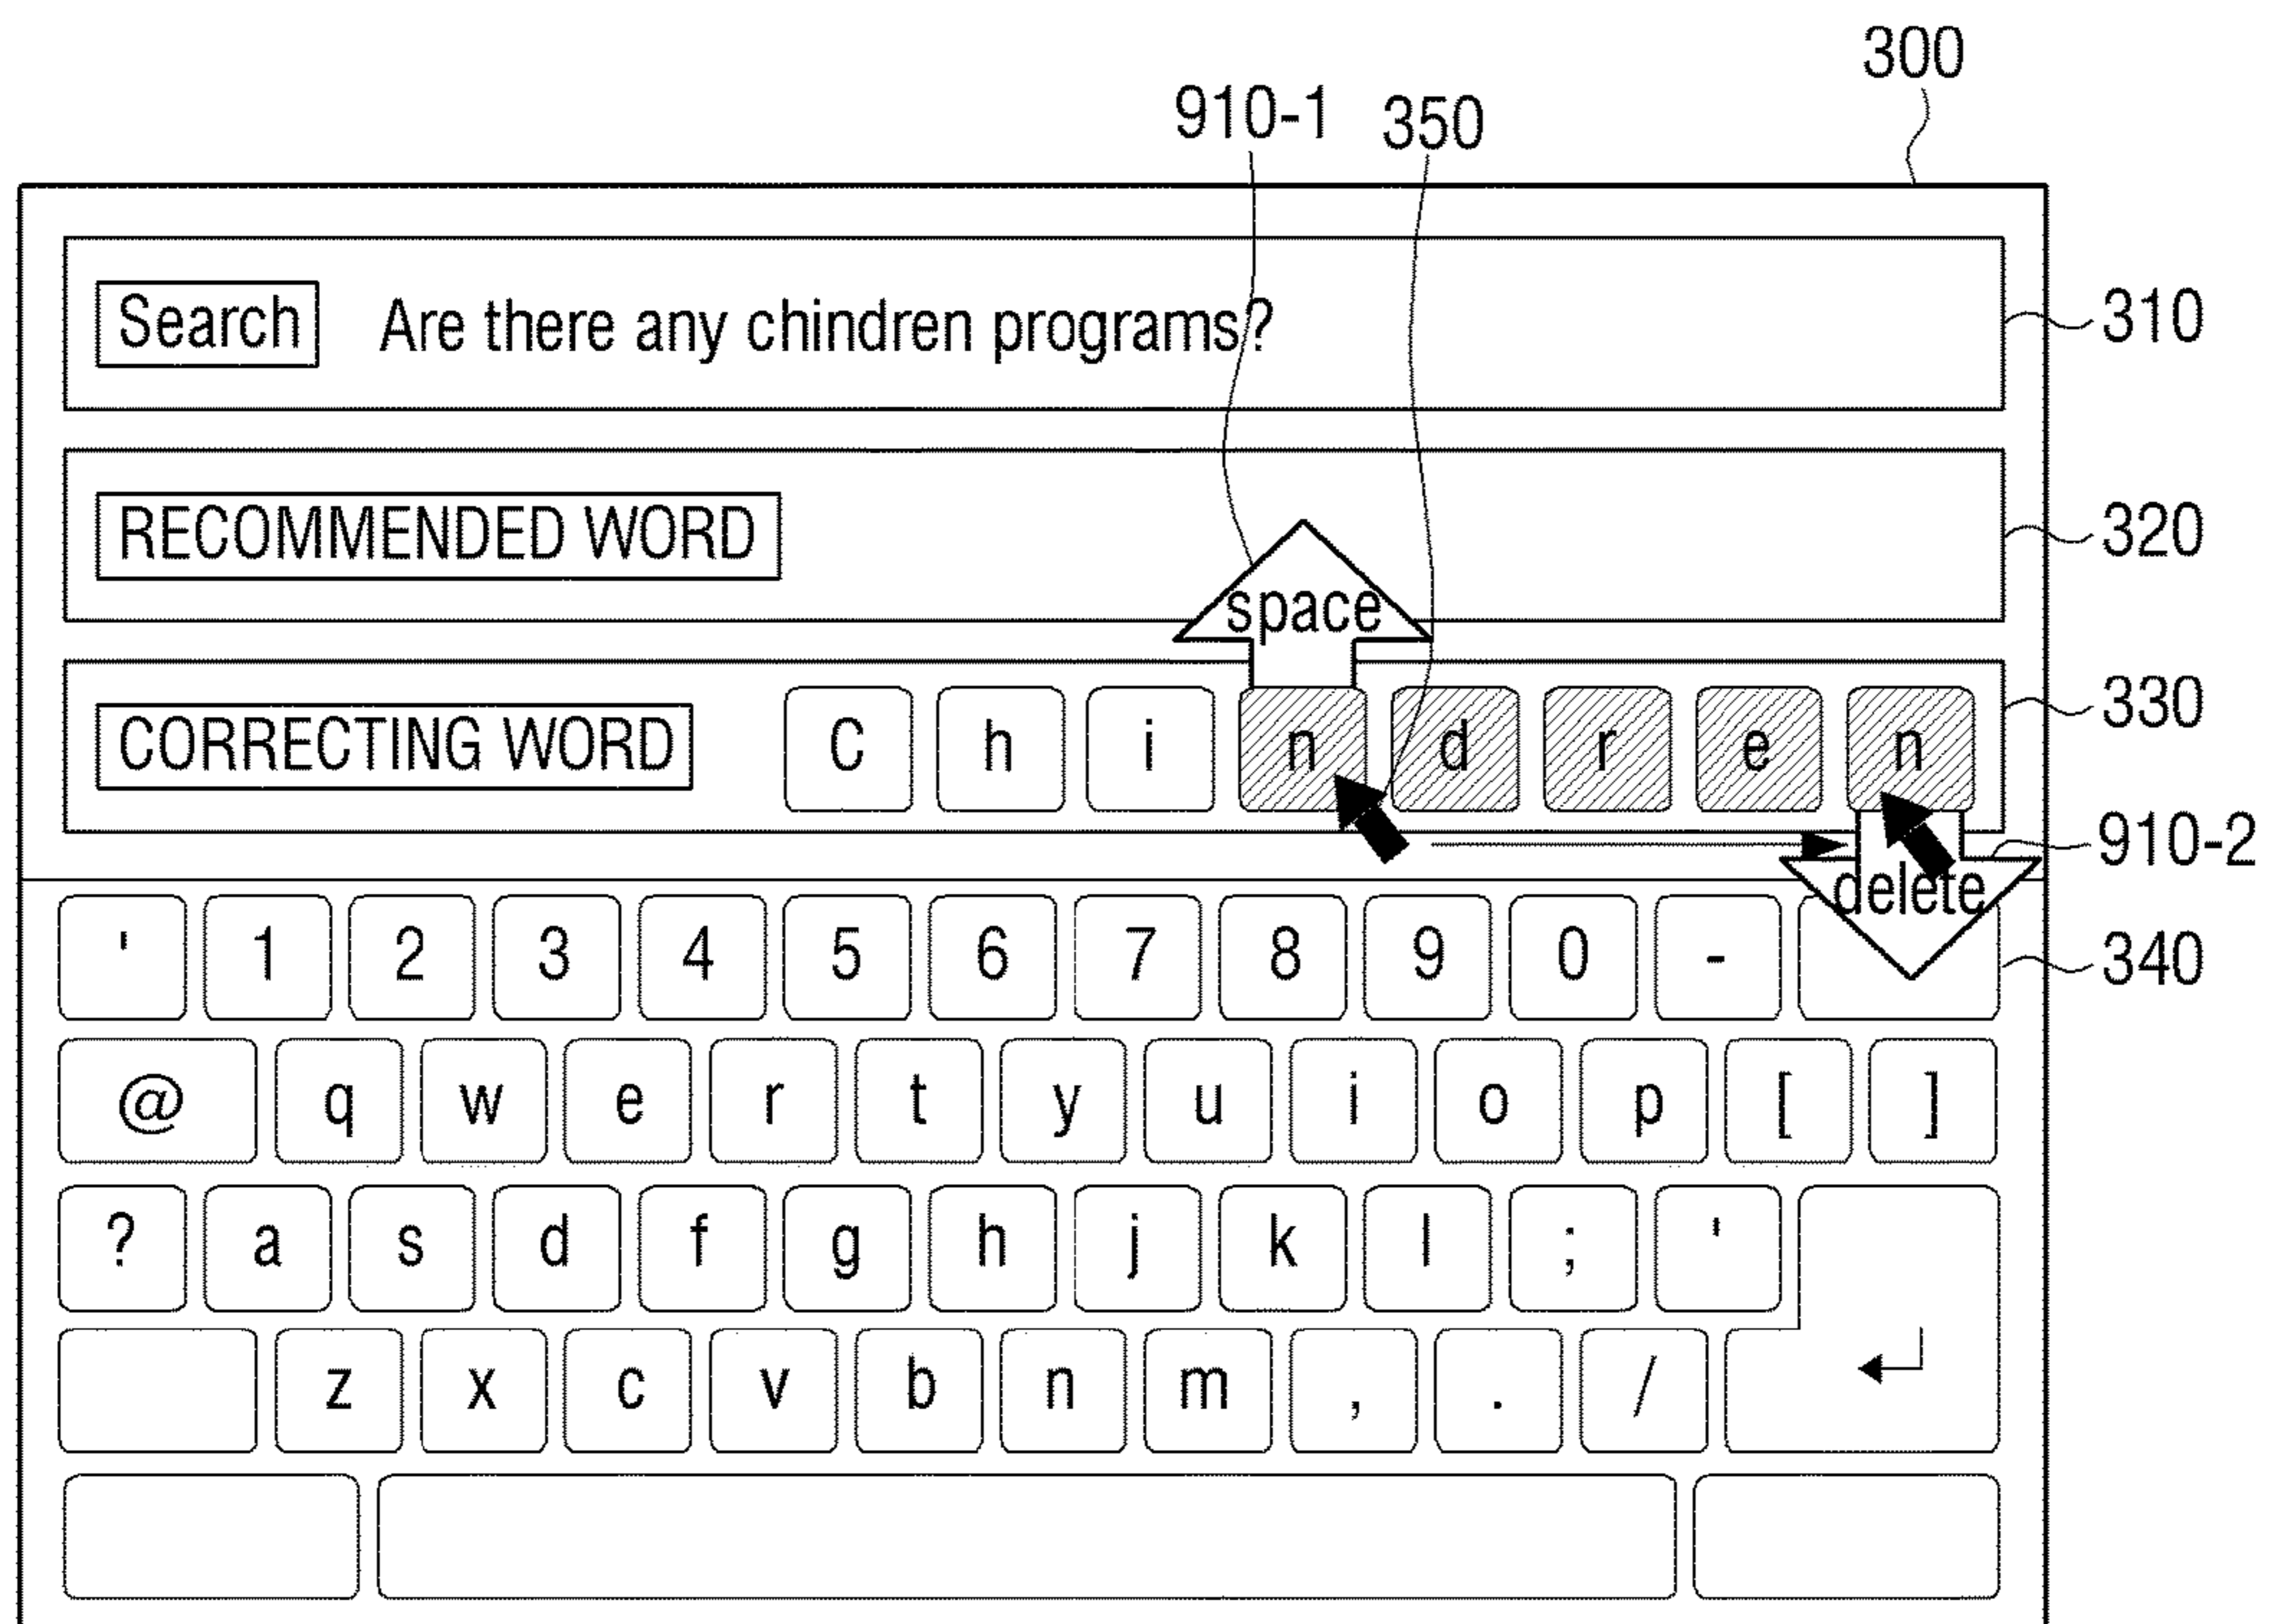 300
910-1 350
Search Are there any chindren programs? 310
RECOMMENDED WORD 320
space
CORRECTING WORD C h i n d r e n 330
910-2
delete
' 1 2 3 4 5 6 7 8 9 0 - 340
@ q w e r t y u i o p [ ]
? a s d f g h j k l ; '
z x c v b n m , . /